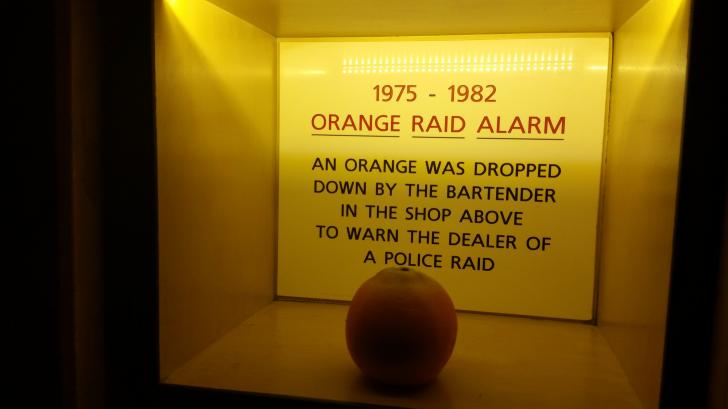 1975 - 1982
ORANGE RAID ALARM
AN ORANGE WAS DROPPED
DOWN BY THE BARTENDER
IN THE SHOP ABOVE
TO WARN THE DEALER OF
A POLICE RAID